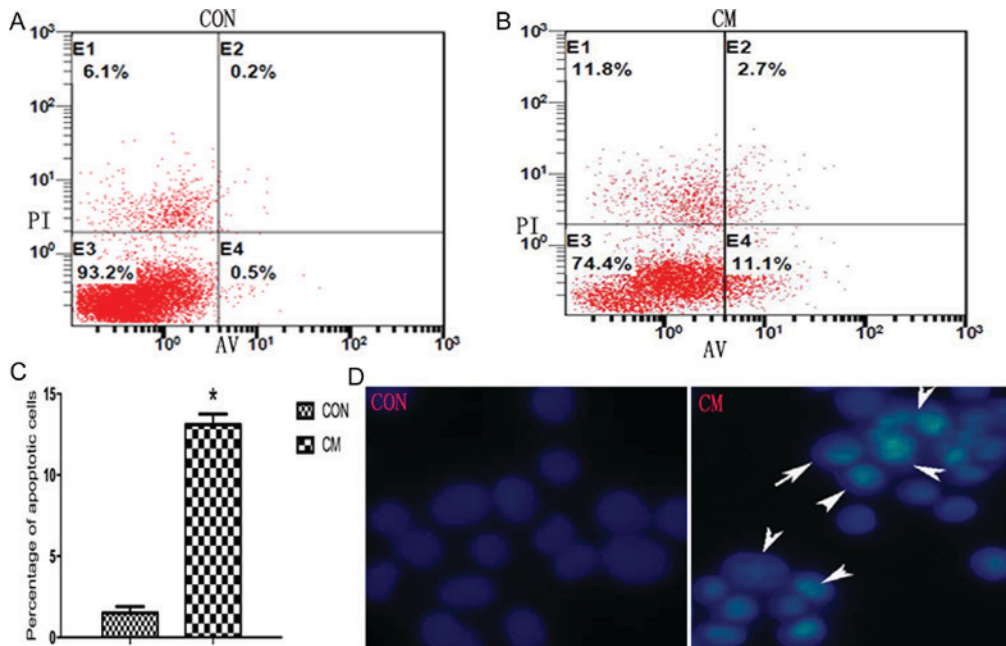 A
CON
10³
E1
6.1%
E2
0.2%
10²
10¹
PI
10⁰
E3
93.2%
E4
0.5%
10⁰
10¹
10²
10³
AV
B
CM
10³
E1
11.8%
E2
2.7%
10²
10¹
PI
10⁰
E3
74.4%
E4
11.1%
10⁰
10¹
10²
10³
AV
C
Percentage of apoptotic cells
15
10
5
0
*
CON
CM
D
CON
CM